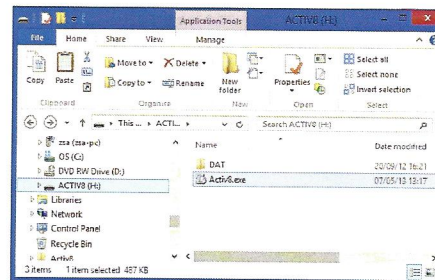 Application Tools
ACTIV8 (H:)
File Home Share View Manage
Copy
Paste
Move to
Copy to
Delete
Rename
New folder
Properties
Select all
Select none
Invert selection
Clipboard Organise New Open Select
This ... ACTI...
Search ACTIV8 (H:)
zsa (zsa-pc)
OS (C:)
DVD RW Drive (D:)
ACTIV8 (H:)
Libraries
Network
Control Panel
Recycle Bin
Activ8
Name Date modified
DAT 20/09/12 16:21
Activ8.exe 07/05/13 13:17
3 items 1 item selected 487 KB